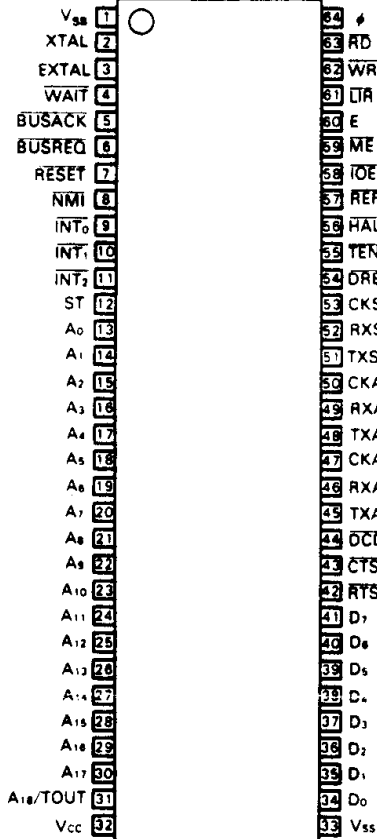 VSS 1
XTAL 2
EXTAL 3
WAIT 4
BUSACK 5
BUSREQ 6
RESET 7
NMI 8
INT0 9
INT1 10
INT2 11
ST 12
A0 13
A1 14
A2 15
A3 16
A4 17
A5 18
A6 19
A7 20
A8 21
A9 22
A10 23
A11 24
A12 25
A13 26
A14 27
A15 28
A16 29
A17 30
A18/TOUT 31
VCC 32
64 φ
63 RD
62 WR
61 LIR
60 E
59 ME
58 IOE
57 REF
56 HAL
55 TEN
54 DRE
53 CKS
52 RXS
51 TXS
50 CKA
49 RXA
48 TXA
47 CKA
46 RXA
45 TXA
44 DCD
43 CTS
42 RTS
41 D7
40 D6
39 D5
38 D4
37 D3
36 D2
35 D1
34 D0
33 VSS